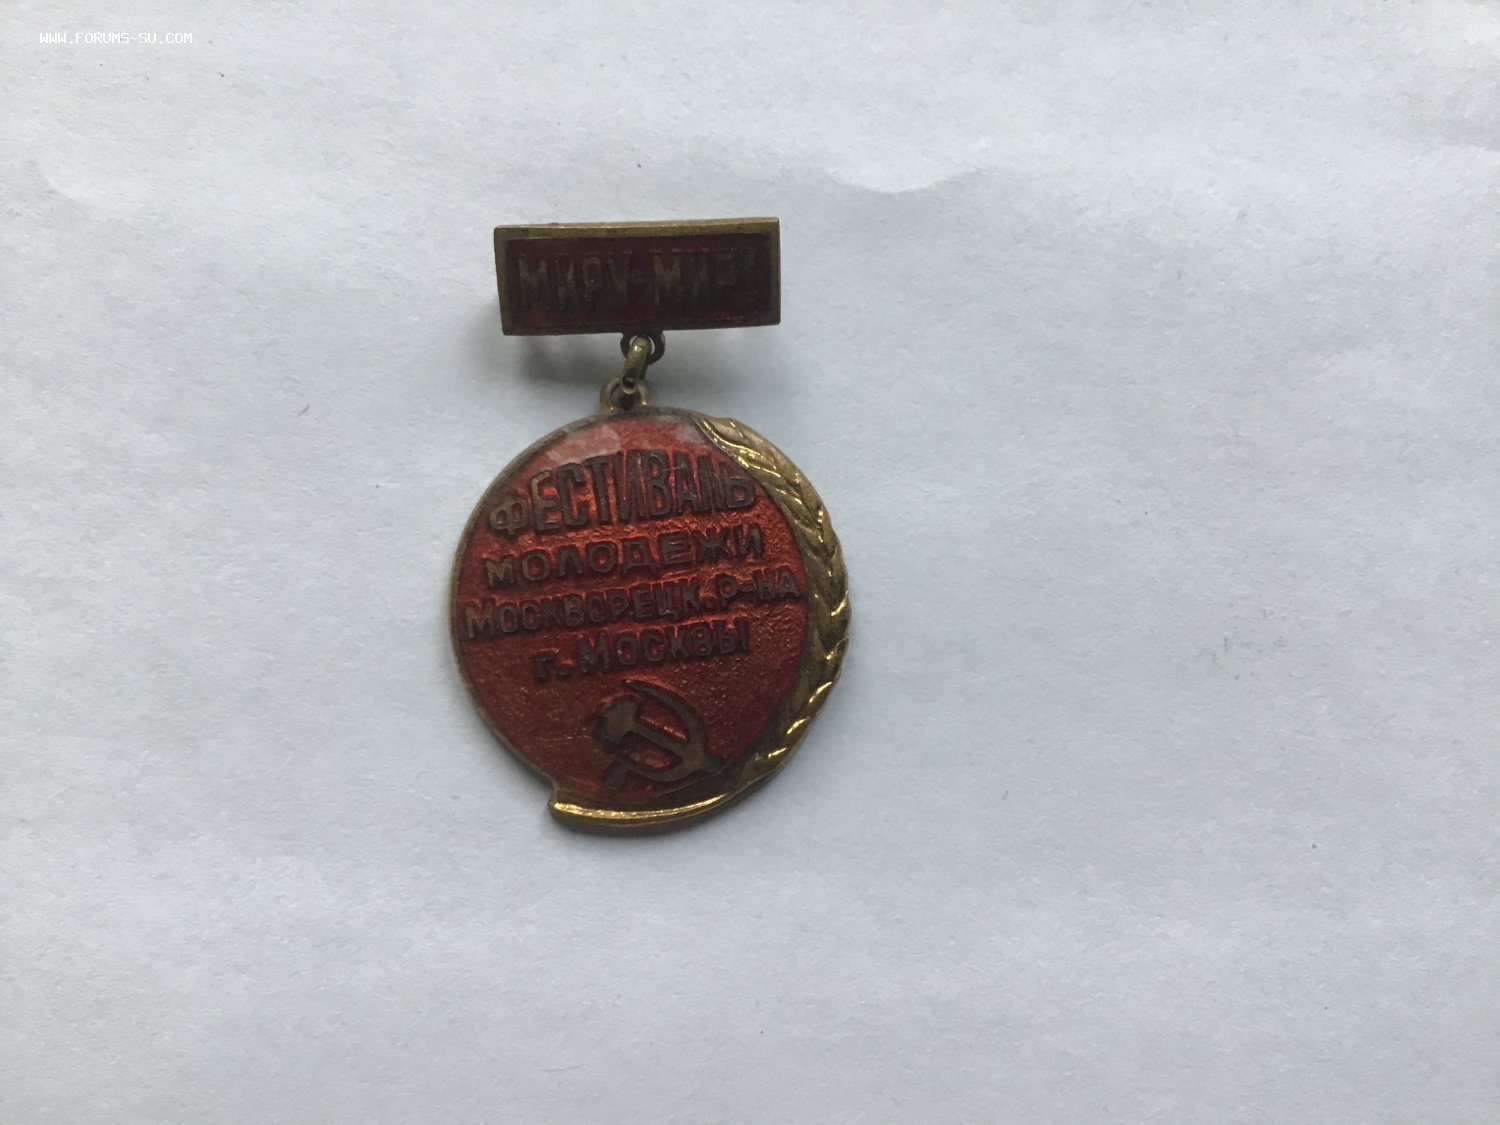 WWW.FORUMS-SU.COM
МИРУ-МИР!
ФЕСТИВАЛЬ
МОЛОДЕЖИ
МОСКВОРЕЦК. Р-НА
Г. МОСКВЫ